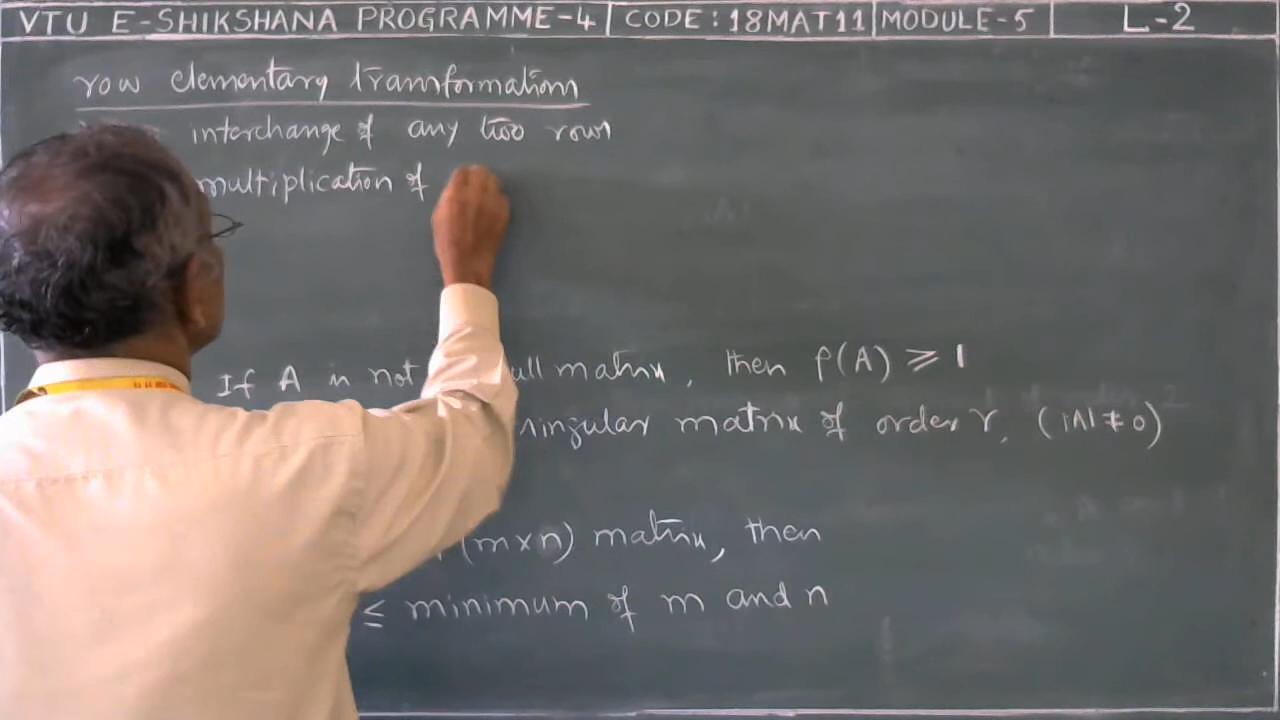 VTU E-SHIKSHANA PROGRAMME-4 | CODE: 18MAT11 | MODULE-5 | L-2
row elementary transformations
interchange of any two rows
multiplication of
If A is not ull matrix, then ρ(A) ≥ 1
singular matrix of order r, (|A| ≠ 0)
(m×n) matrix, then
≤ minimum of m and n